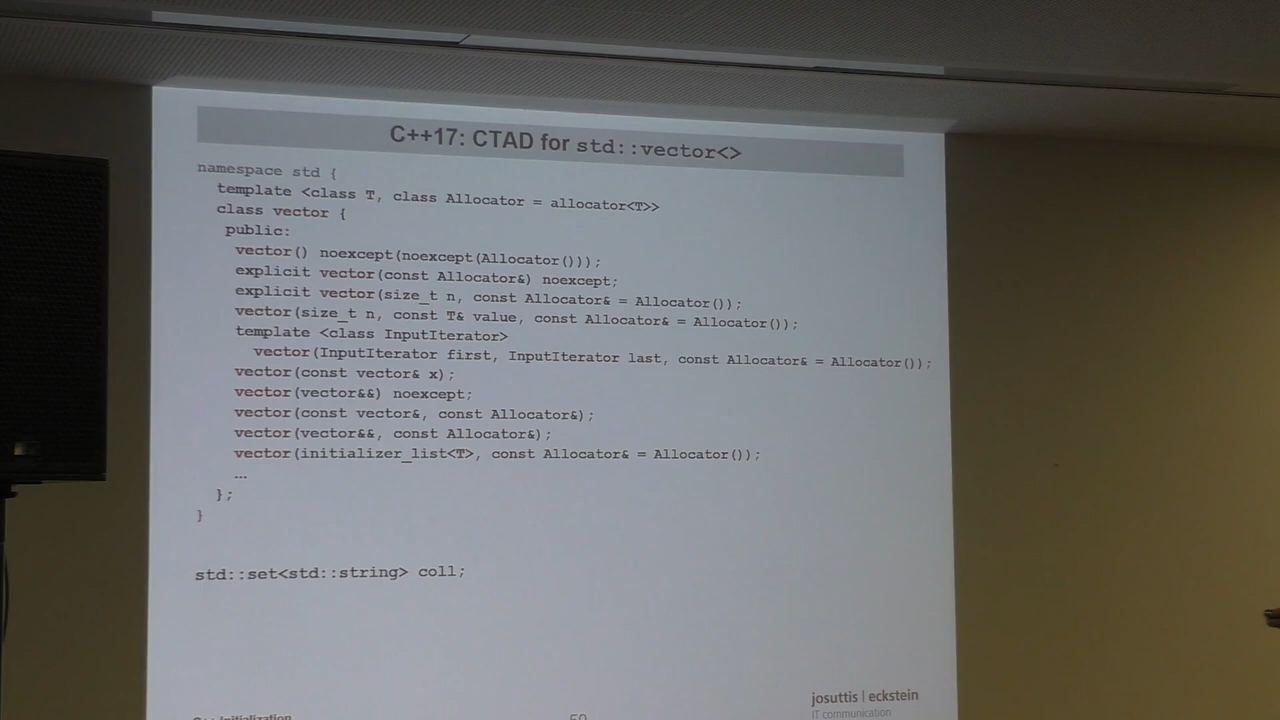 C++17: CTAD for std::vector<>
namespace std {
template <class T, class Allocator = allocator<T>>
class vector {
public:
vector() noexcept(noexcept(Allocator()));
explicit vector(const Allocator&) noexcept;
explicit vector(size_t n, const Allocator& = Allocator());
vector(size_t n, const T& value, const Allocator& = Allocator());
template <class InputIterator>
vector(InputIterator first, InputIterator last, const Allocator& = Allocator());
vector(const vector& x);
vector(vector&&) noexcept;
vector(const vector&, const Allocator&);
vector(vector&&, const Allocator&);
vector(initializer_list<T>, const Allocator& = Allocator());
...
};
}
std::set<std::string> coll;
josuttis | eckstein
IT communication
C++ Initialization